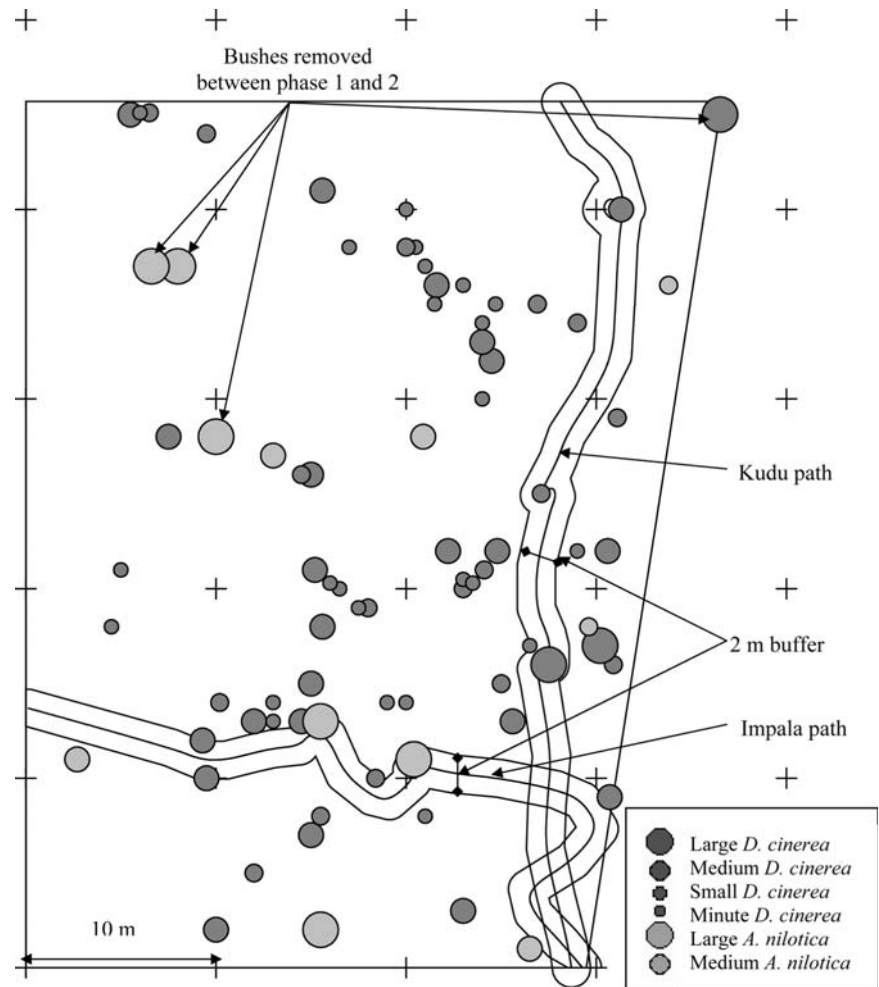 Bushes removed
between phase 1 and 2
Kudu path
2 m buffer
Impala path
10 m
Large D. cinerea
Medium D. cinerea
Small D. cinerea
Minute D. cinerea
Large A. nilotica
Medium A. nilotica